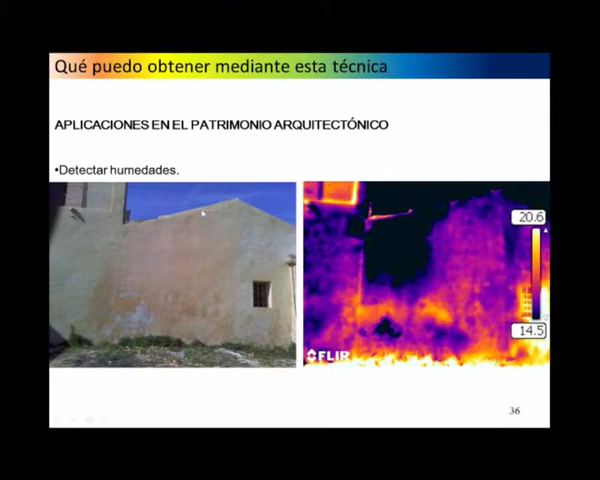 Qué puedo obtener mediante esta técnica
APLICACIONES EN EL PATRIMONIO ARQUITECTÓNICO
•Detectar humedades.
20.6
14.5
FLIR
36